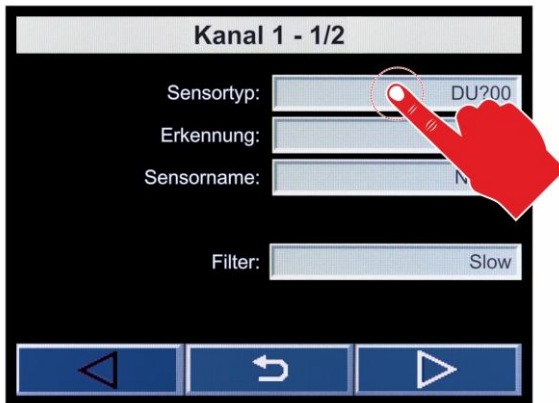 Kanal 1 - 1/2
Sensortyp: DU?00
Erkennung:
Sensorname:
Filter: Slow